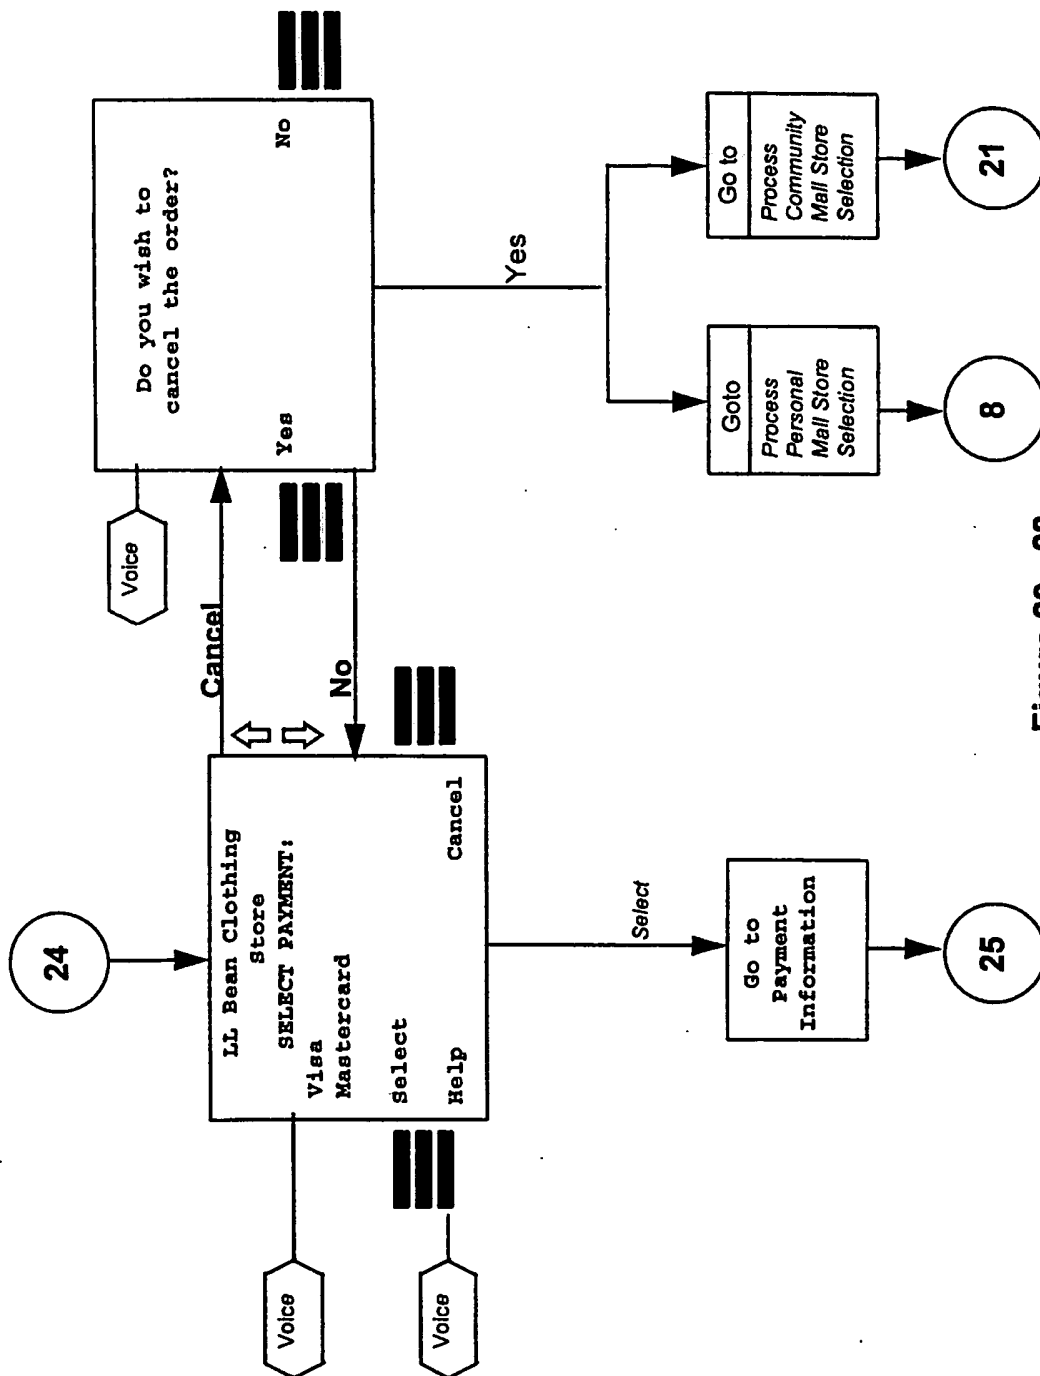 24
LL Bean Clothing
Store
SELECT PAYMENT:
Visa
Mastercard
Select
Help
Cancel
Voice
Voice
Cancel
No
Voice
Do you wish to
cancel the order?
Yes
No
Select
Go to
Payment
Information
25
Yes
Goto
Process
Personal
Mall Store
Selection
8
Go to
Process
Community
Mall Store
Selection
21